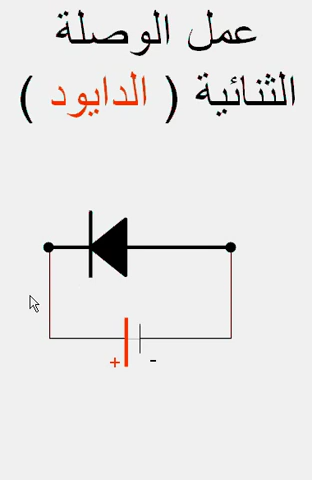 عمل الوصلة
الثنائية ( الدايود )
+ -